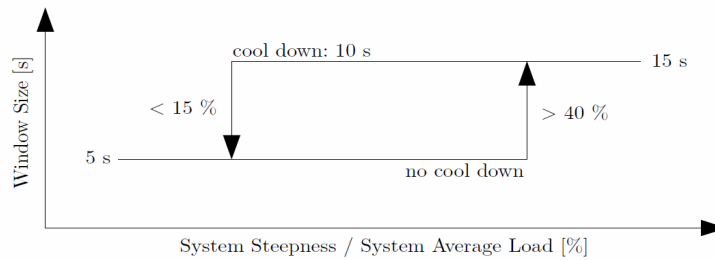 cool down: 10 s
15 s
< 15 %
> 40 %
5 s
no cool down
Window Size [s]
System Steepness / System Average Load [%]